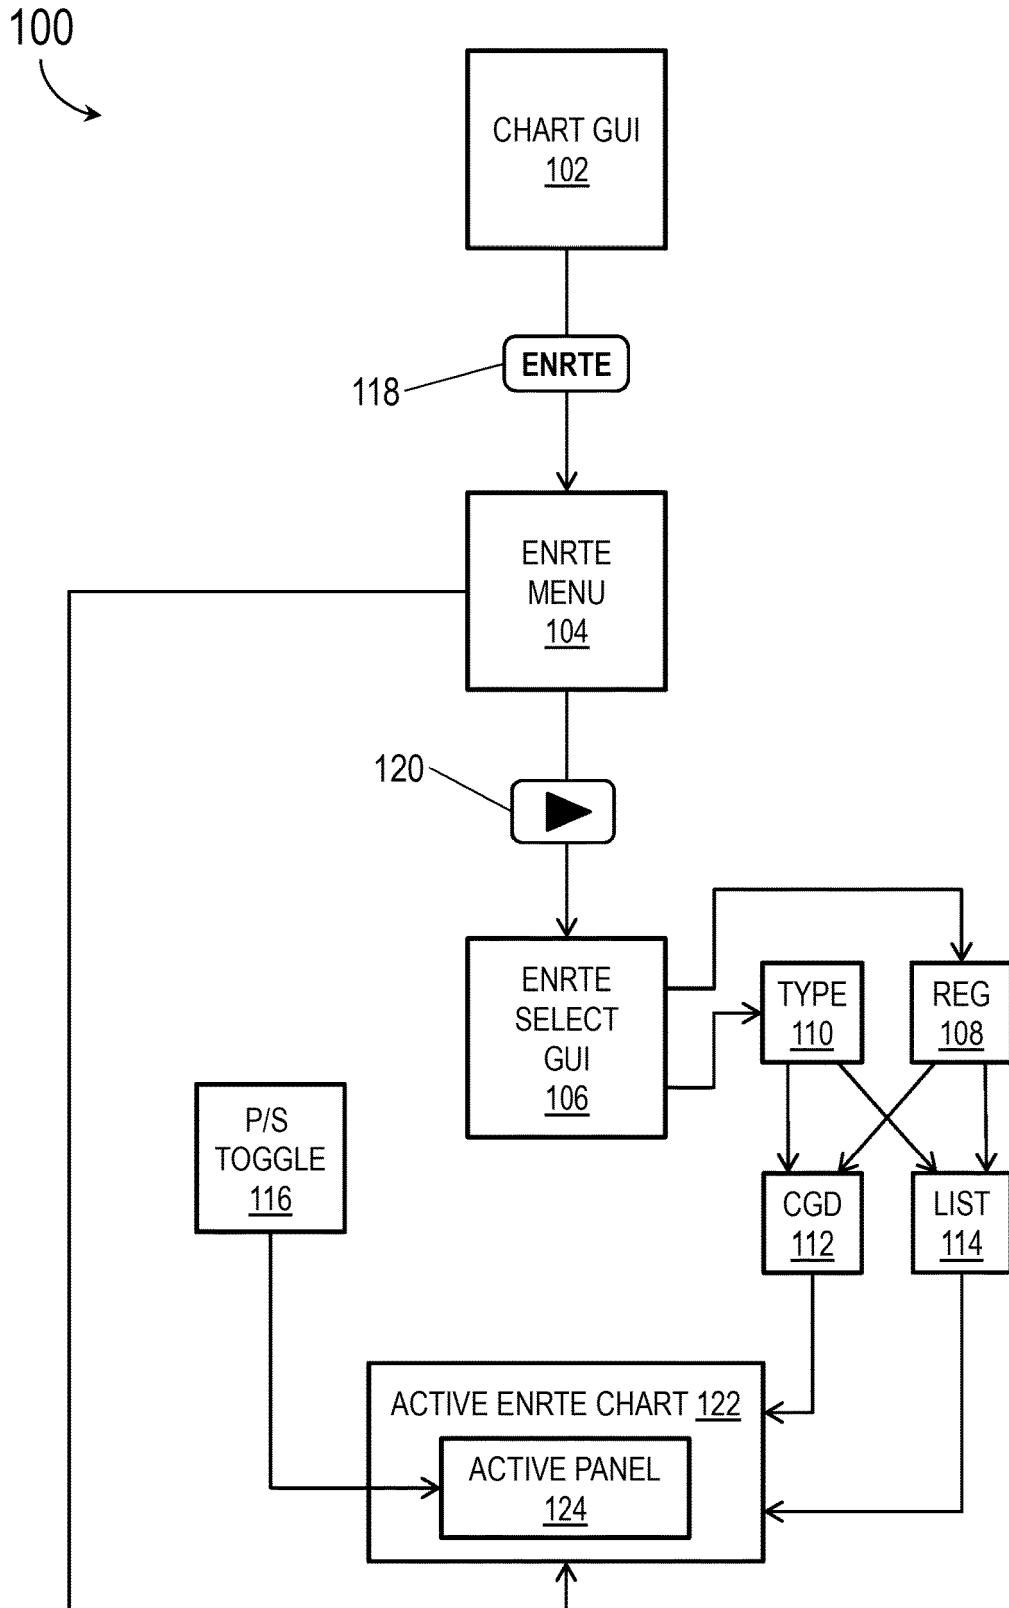 100
CHART GUI
102
ENRTE
118
ENRTE
MENU
104
120
ENRTE
SELECT
GUI
106
TYPE
110
REG
108
P/S
TOGGLE
116
CGD
112
LIST
114
ACTIVE ENRTE CHART 122
ACTIVE PANEL
124